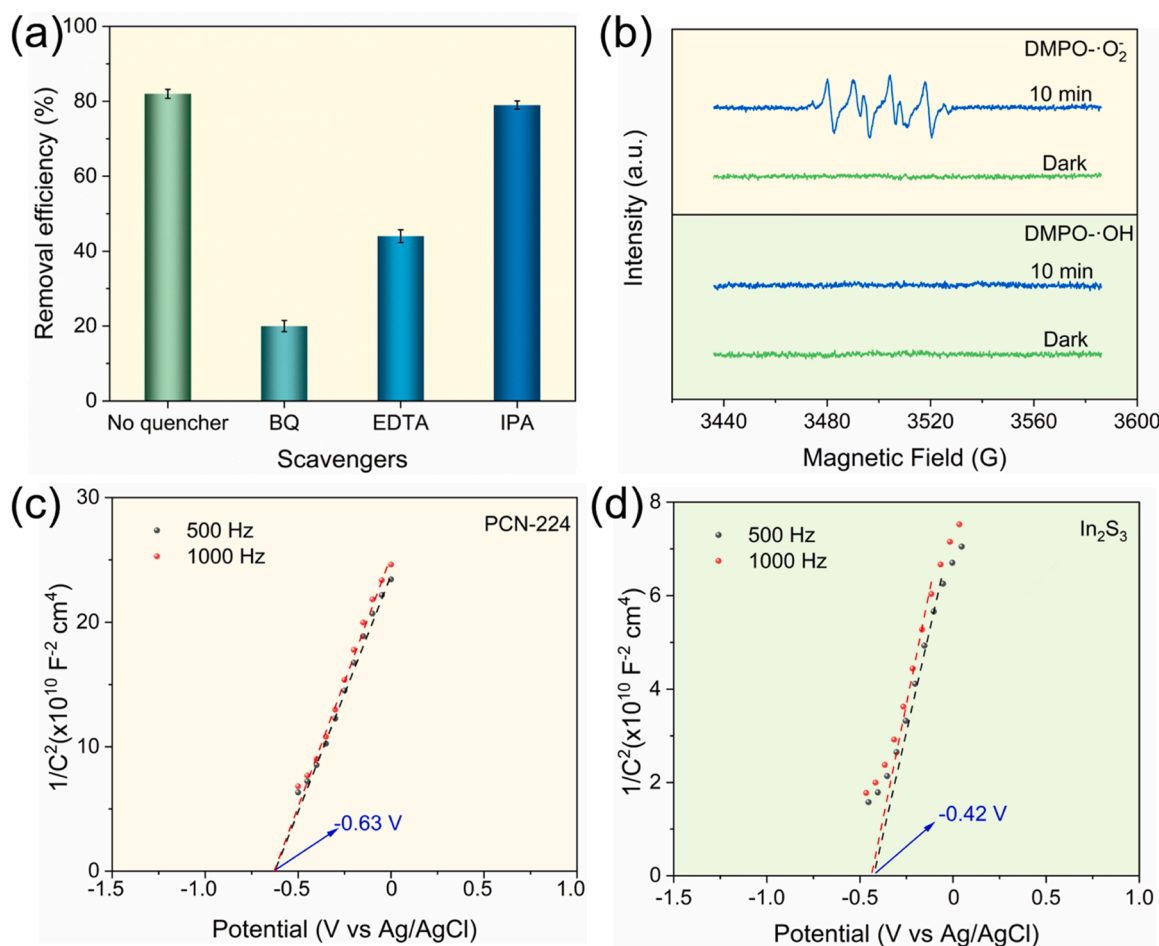 (a)
100
80
60
40
20
0
Removal efficiency (%)
No quencher
BQ
EDTA
IPA
Scavengers
(b)
DMPO-·O₂⁻
10 min
Dark
DMPO-·OH
10 min
Dark
Intensity (a.u.)
3440
3480
3520
3560
3600
Magnetic Field (G)
(c)
30
20
10
0
1/C²(x10¹⁰ F⁻² cm⁴)
500 Hz
1000 Hz
PCN-224
-0.63 V
-1.5
-1.0
-0.5
0
0.5
1.0
Potential (V vs Ag/AgCl)
(d)
8
6
4
2
0
1/C²(x10¹⁰ F⁻² cm⁴)
500 Hz
1000 Hz
In₂S₃
-0.42 V
-1.5
-1.0
-0.5
0
0.5
1.0
Potential (V vs Ag/AgCl)